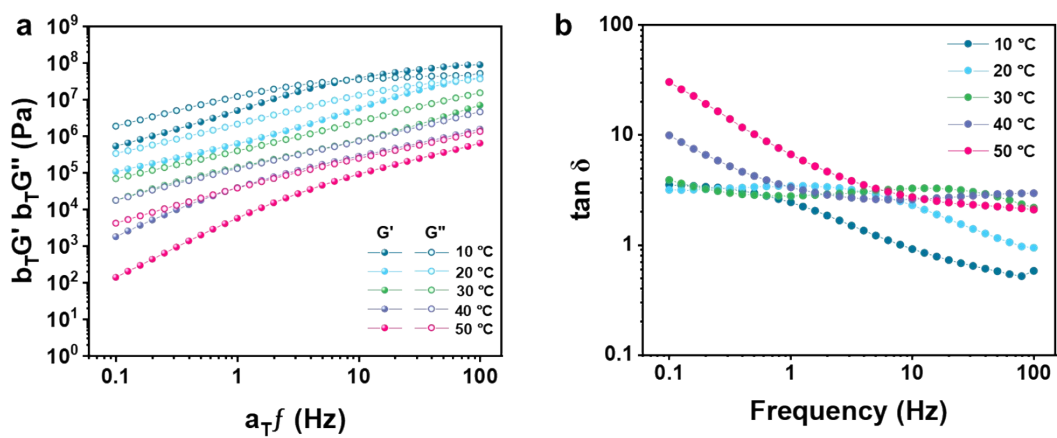 a
b_TG' b_TG'' (Pa)
10⁹
10⁸
10⁷
10⁶
10⁵
10⁴
10³
10²
10¹
10⁰
0.1 1 10 100
a_Tf (Hz)
G' G''
10 °C
20 °C
30 °C
40 °C
50 °C
b
tan δ
100
10
1
0.1
0.1 1 10 100
Frequency (Hz)
10 °C
20 °C
30 °C
40 °C
50 °C